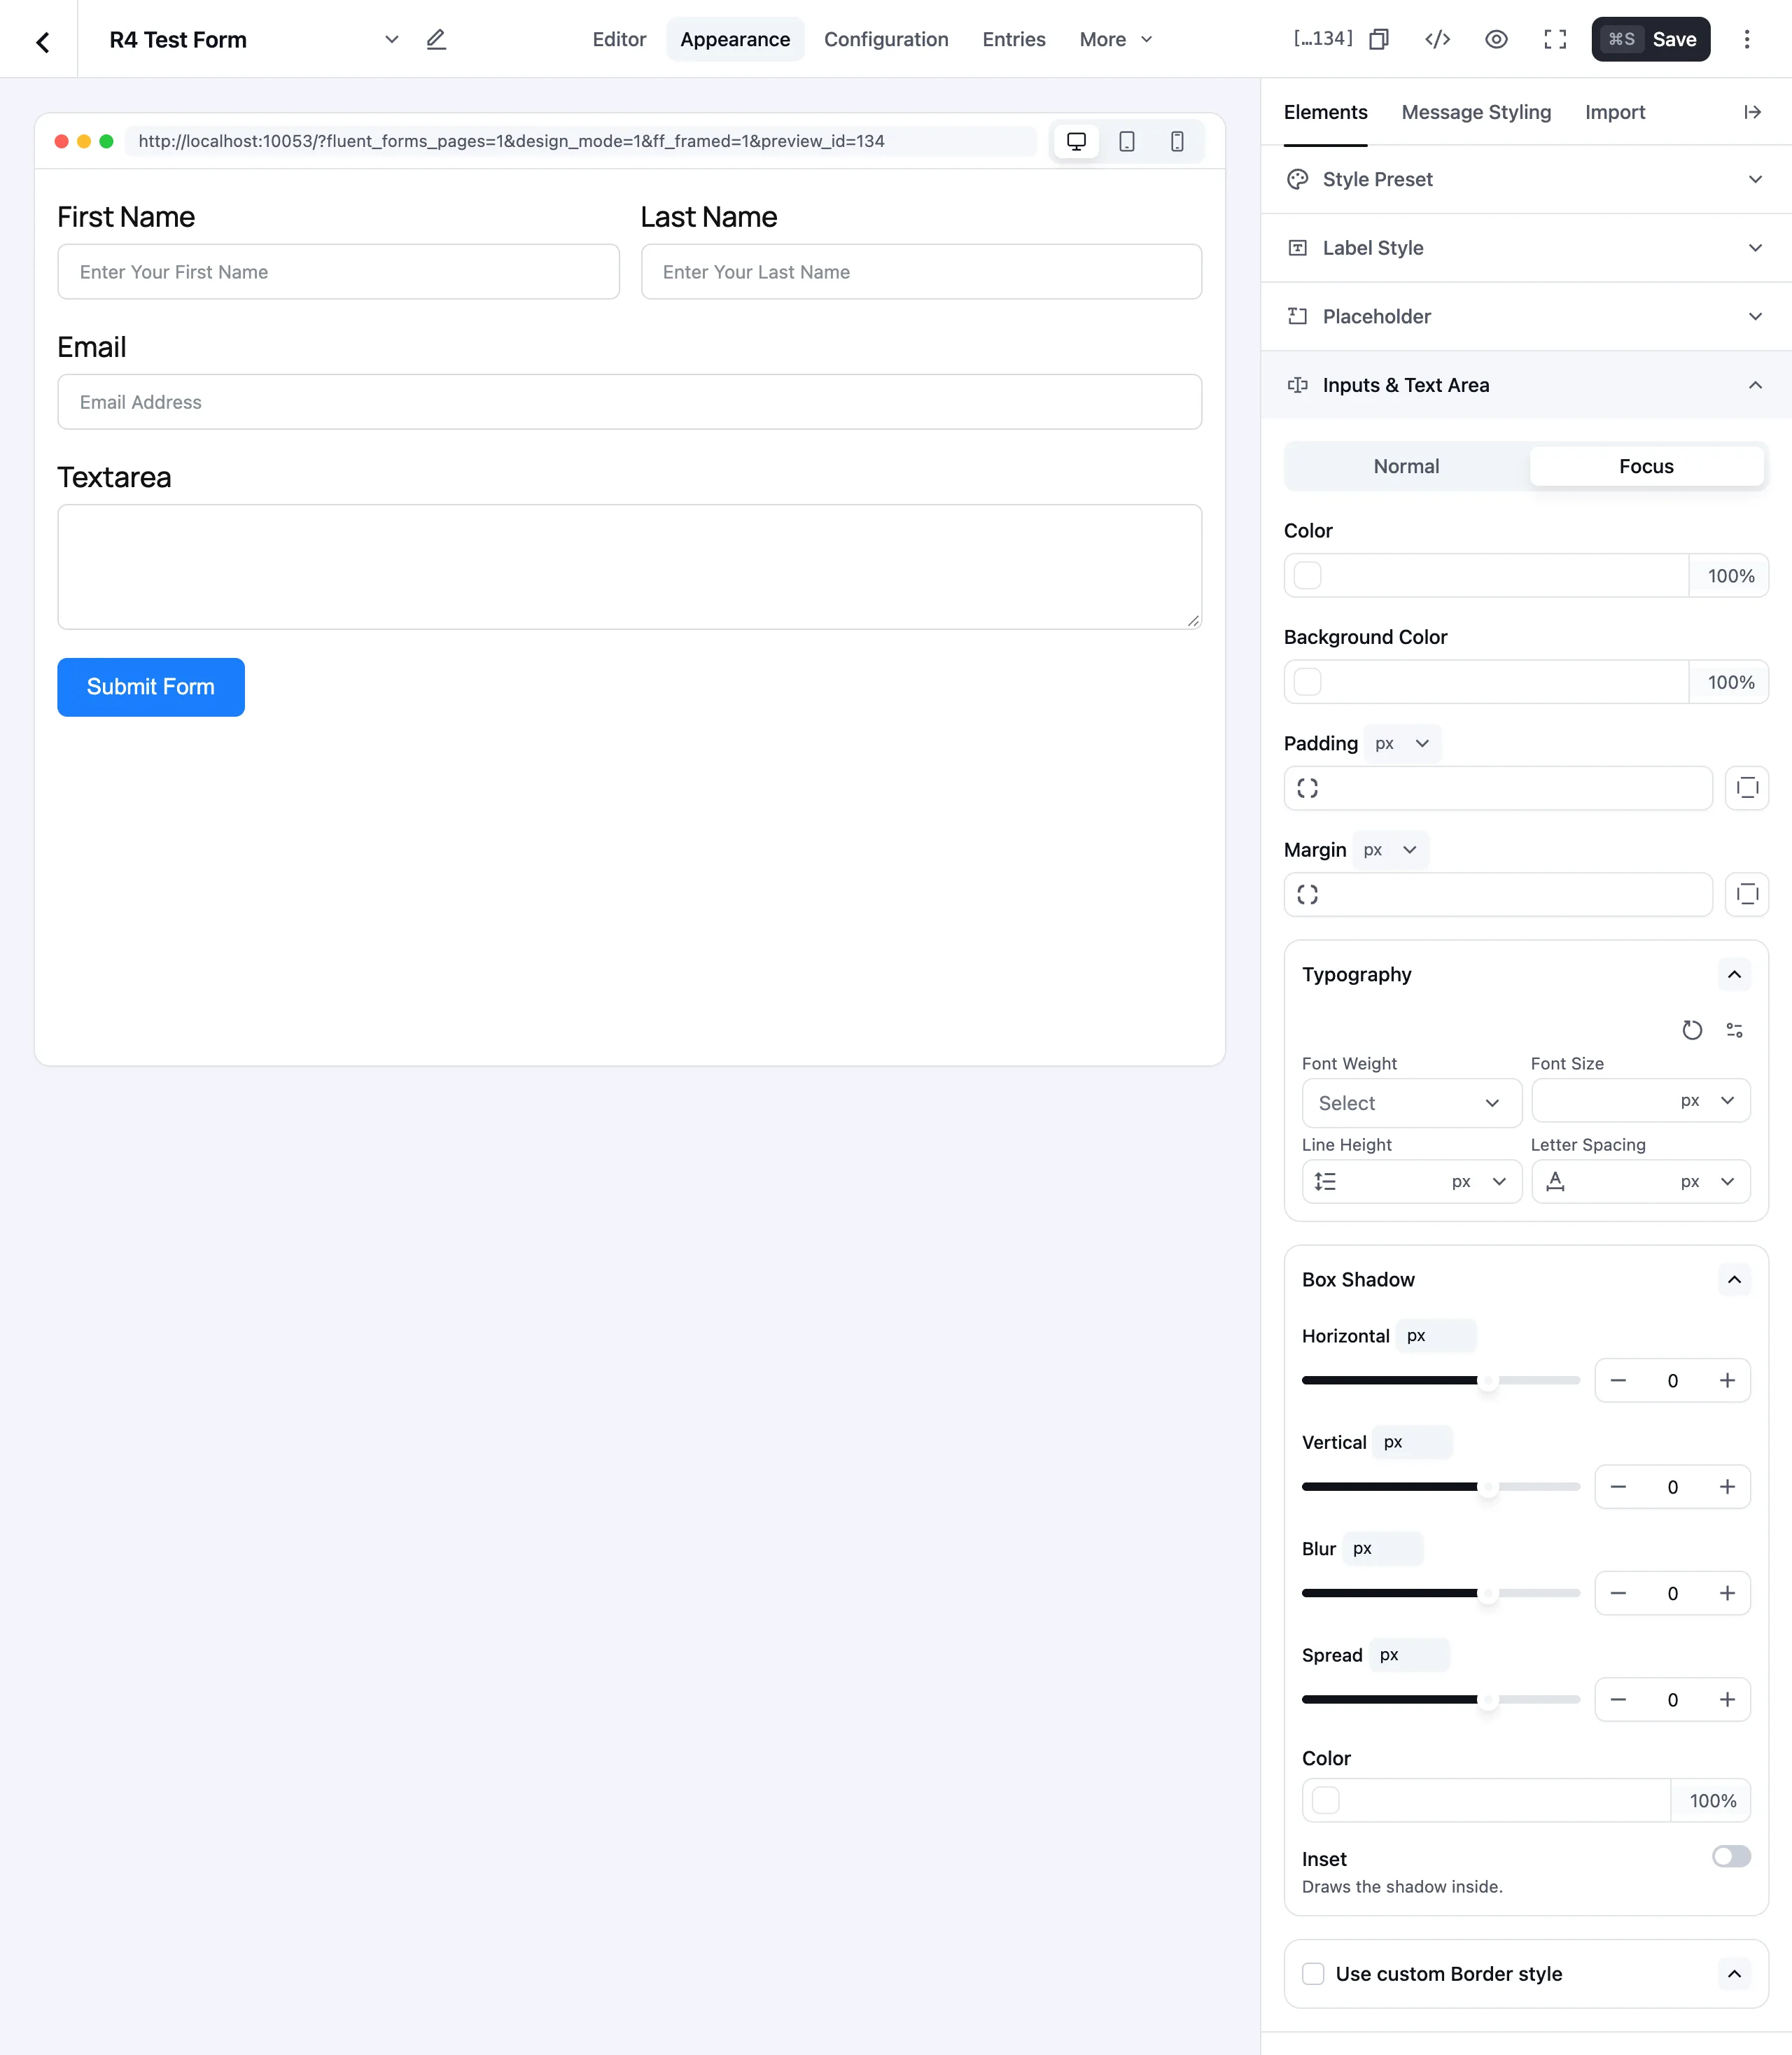 R4 Test Form
Editor
Appearance
Configuration
Entries
More
[...134]
⌘S Save
http://localhost:10053/?fluent_forms_pages=1&design_mode=1&ff_framed=1&preview_id=134
First Name
Last Name
Enter Your First Name
Enter Your Last Name
Email
Email Address
Textarea
Submit Form
Elements
Message Styling
Import
Style Preset
Label Style
Placeholder
Inputs & Text Area
Normal
Focus
Color
100%
Background Color
100%
Padding px
Margin px
Typography
Font Weight
Font Size
Select
px
Line Height
Letter Spacing
px
px
Box Shadow
Horizontal px
0
Vertical px
0
Blur px
0
Spread px
0
Color
100%
Inset
Draws the shadow inside.
Use custom Border style